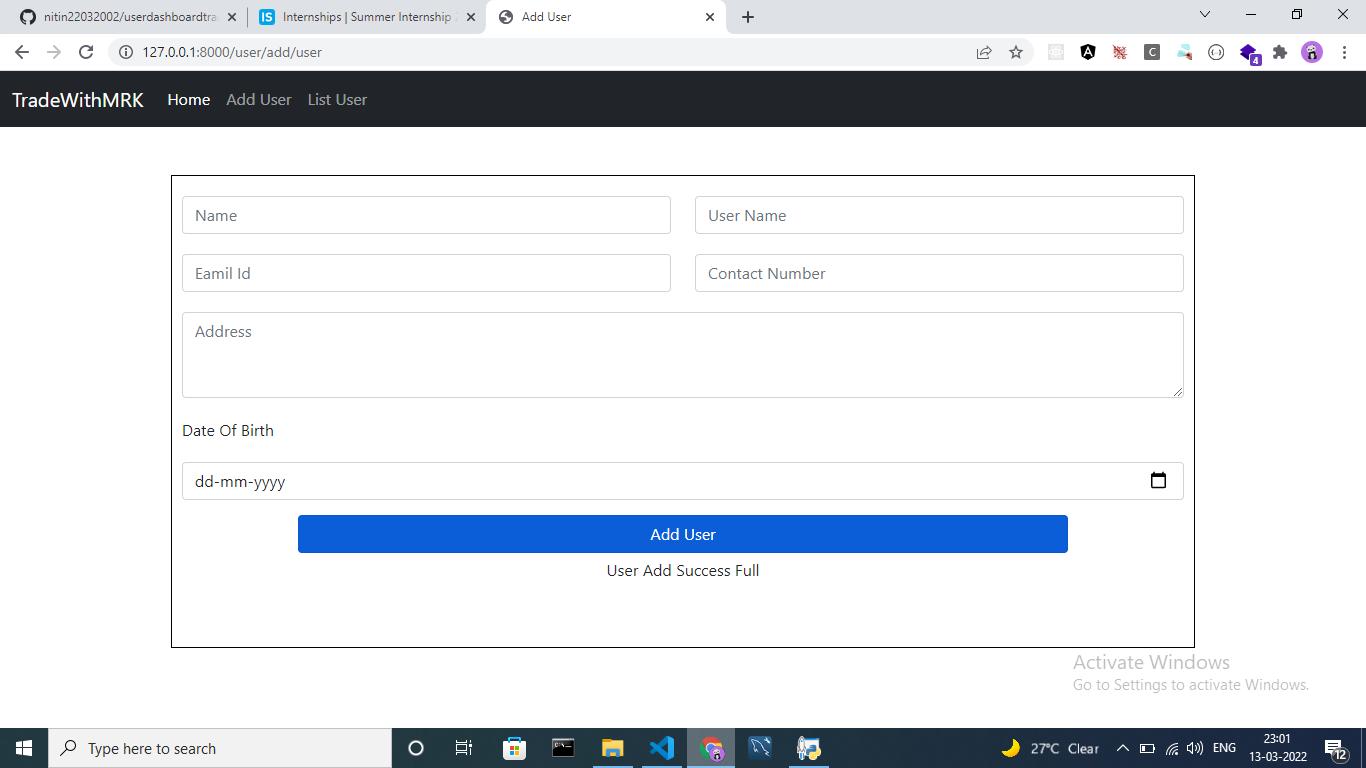 nitin22032002/userdashboardtra
Internships | Summer Internship 2
Add User
127.0.0.1:8000/user/add/user
4
TradeWithMRK Home Add User List User
Name
User Name
Eamil Id
Contact Number
Address
Date Of Birth
dd-mm-yyyy
Add User
User Add Success Full
Activate Windows
Go to Settings to activate Windows.
Type here to search
27°C Clear
ENG
23:01
13-03-2022
12